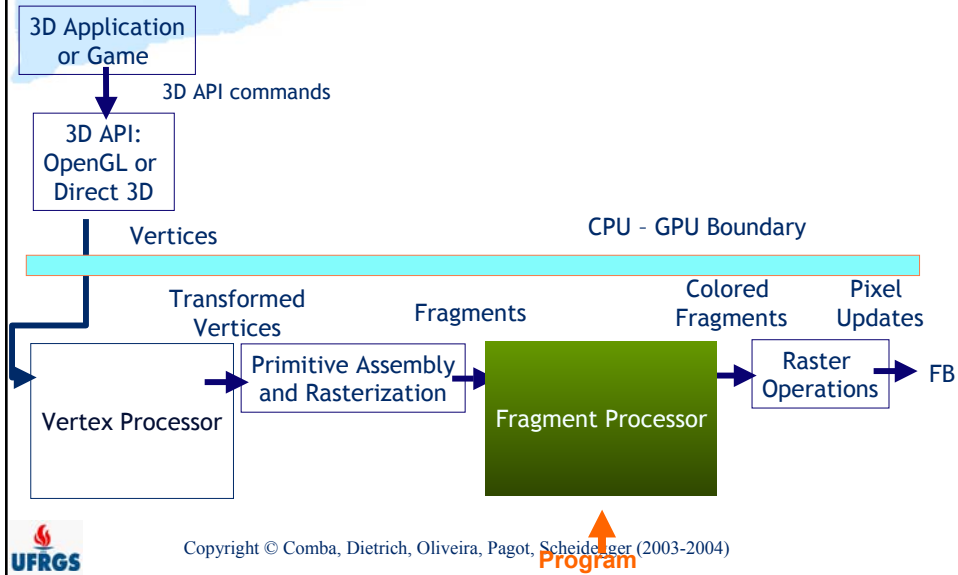 3D Application
or Game
3D API commands
3D API:
OpenGL or
Direct 3D
Vertices
CPU – GPU Boundary
Transformed
Vertices
Fragments
Colored
Fragments
Pixel
Updates
Vertex Processor
Primitive Assembly
and Rasterization
Fragment Processor
Raster
Operations
FB
UFRGS
Copyright © Comba, Dietrich, Oliveira, Pagot, Scheidegger (2003-2004)
Program